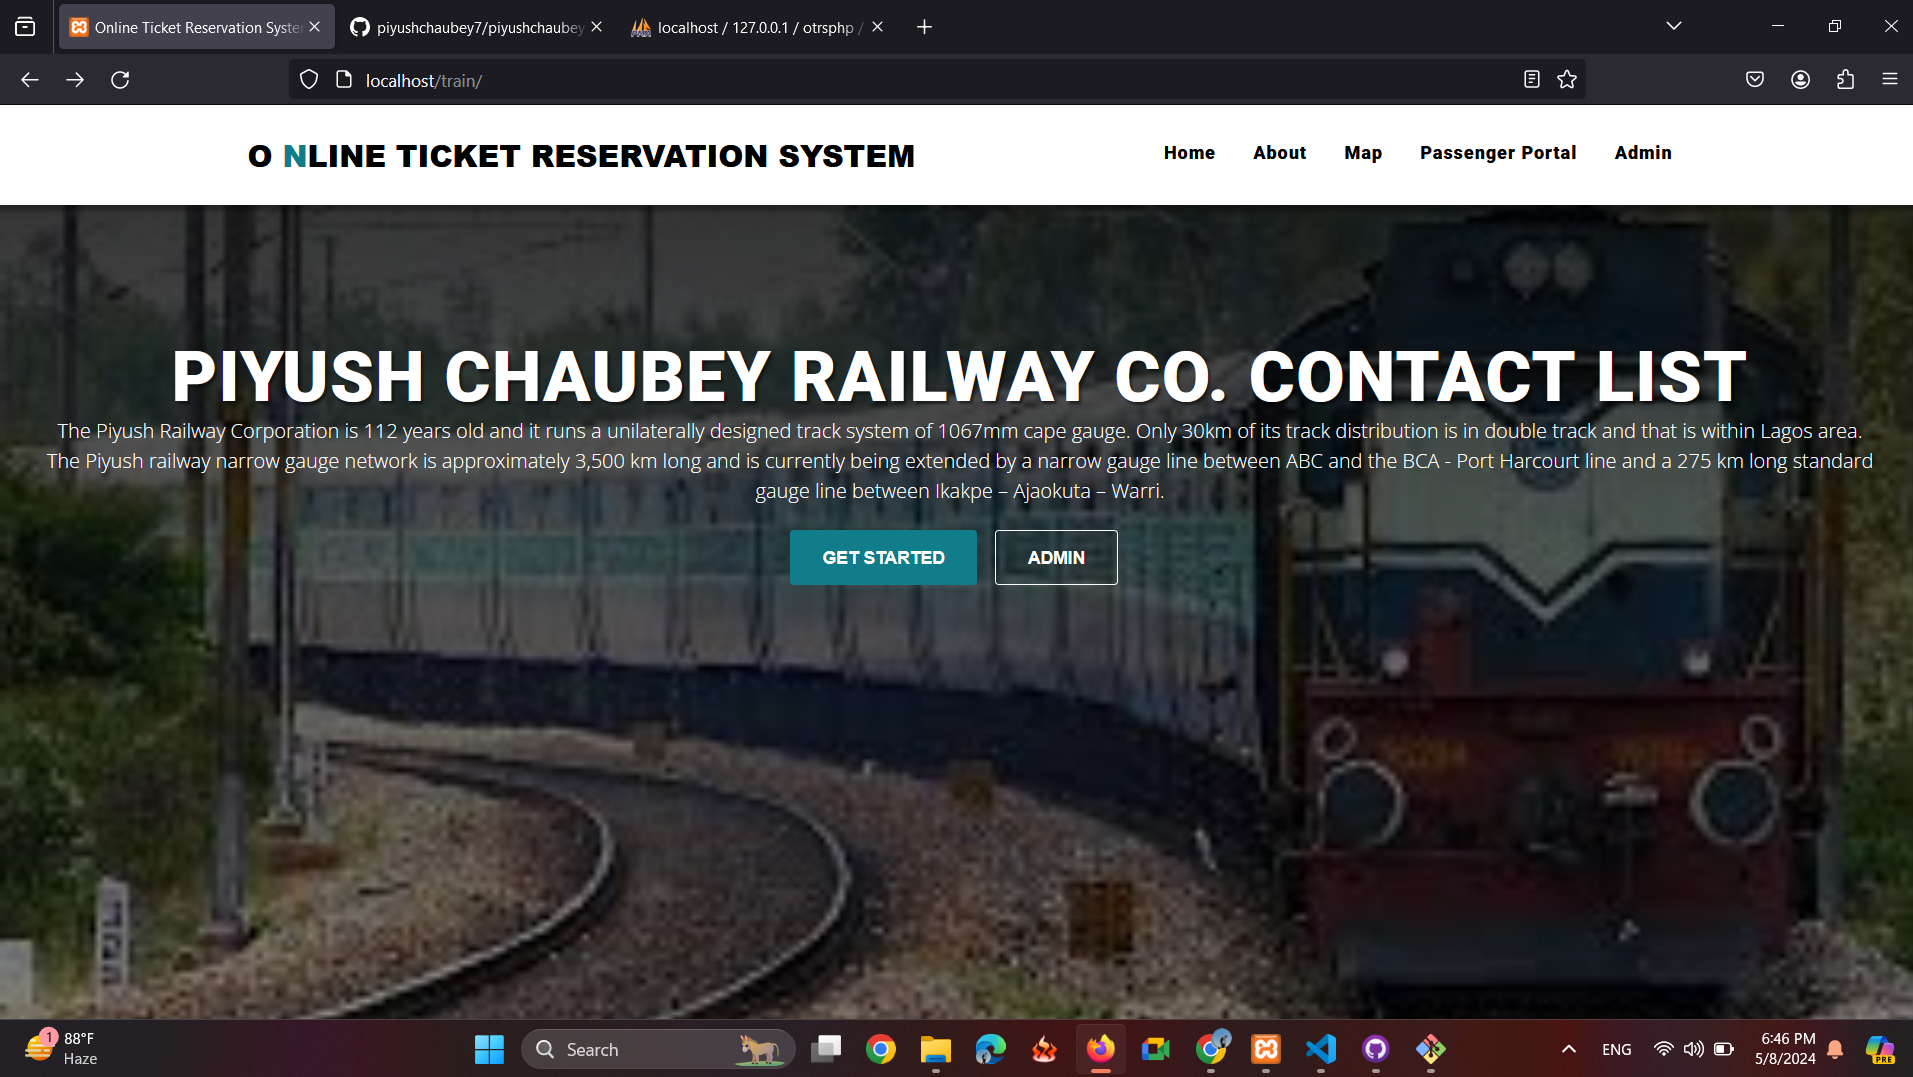 Online Ticket Reservation Syste
piyushchaubey7/piyushchaubey
localhost / 127.0.0.1 / otrsphp /
localhost/train/
O NLINE TICKET RESERVATION SYSTEM
Home About Map Passenger Portal Admin
PIYUSH CHAUBEY RAILWAY CO. CONTACT LIST
The Piyush Railway Corporation is 112 years old and it runs a unilaterally designed track system of 1067mm cape gauge. Only 30km of its track distribution is in double track and that is within Lagos area.
The Piyush railway narrow gauge network is approximately 3,500 km long and is currently being extended by a narrow gauge line between ABC and the BCA - Port Harcourt line and a 275 km long standard
gauge line between Ikakpe – Ajaokuta – Warri.
GET STARTED ADMIN
1
88°F
Haze
Search
PRE
ENG
6:46 PM
5/8/2024